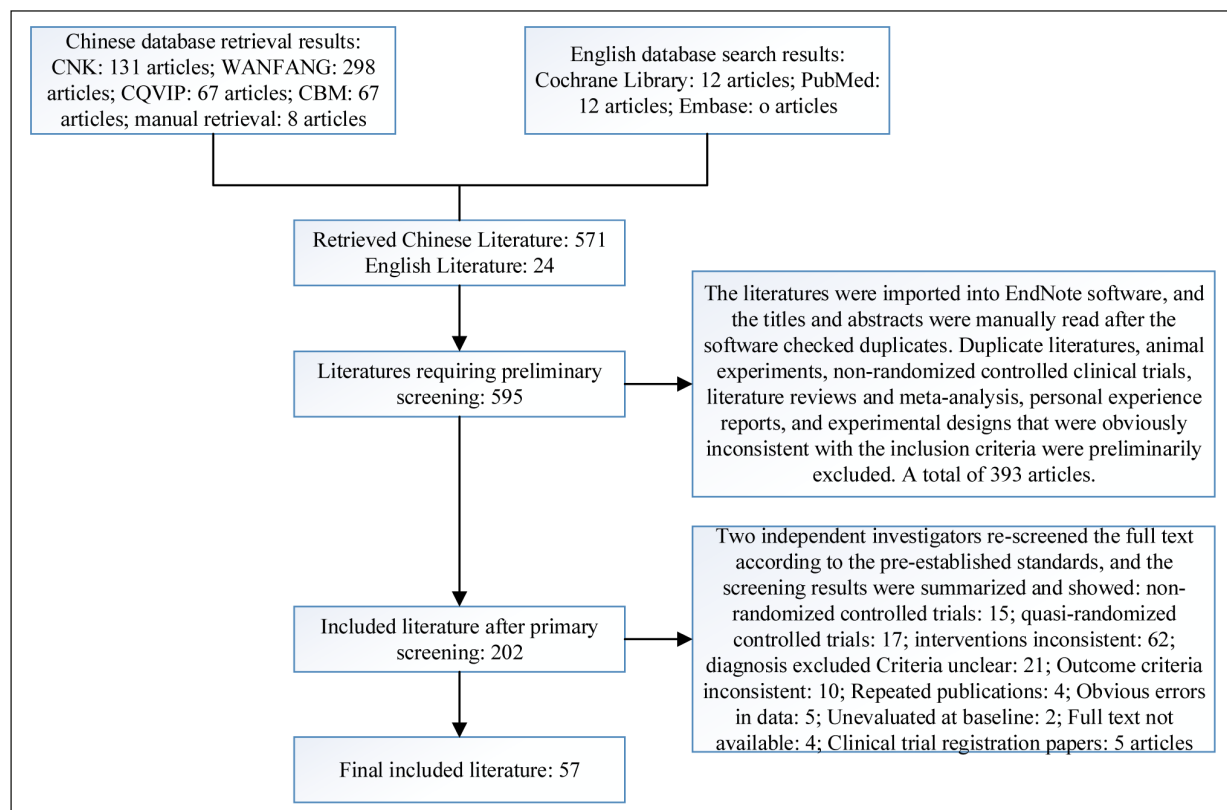 Chinese database retrieval results:
CNK: 131 articles; WANFANG: 298
articles; CQVIP: 67 articles; CBM: 67
articles; manual retrieval: 8 articles
English database search results:
Cochrane Library: 12 articles; PubMed:
12 articles; Embase: o articles
Retrieved Chinese Literature: 571
English Literature: 24
Literatures requiring preliminary
screening: 595
The literatures were imported into EndNote software, and
the titles and abstracts were manually read after the
software checked duplicates. Duplicate literatures, animal
experiments, non-randomized controlled clinical trials,
literature reviews and meta-analysis, personal experience
reports, and experimental designs that were obviously
inconsistent with the inclusion criteria were preliminarily
excluded. A total of 393 articles.
Included literature after primary
screening: 202
Two independent investigators re-screened the full text
according to the pre-established standards, and the
screening results were summarized and showed: non-
randomized controlled trials: 15; quasi-randomized
controlled trials: 17; interventions inconsistent: 62;
diagnosis excluded Criteria unclear: 21; Outcome criteria
inconsistent: 10; Repeated publications: 4; Obvious errors
in data: 5; Unevaluated at baseline: 2; Full text not
available: 4; Clinical trial registration papers: 5 articles
Final included literature: 57